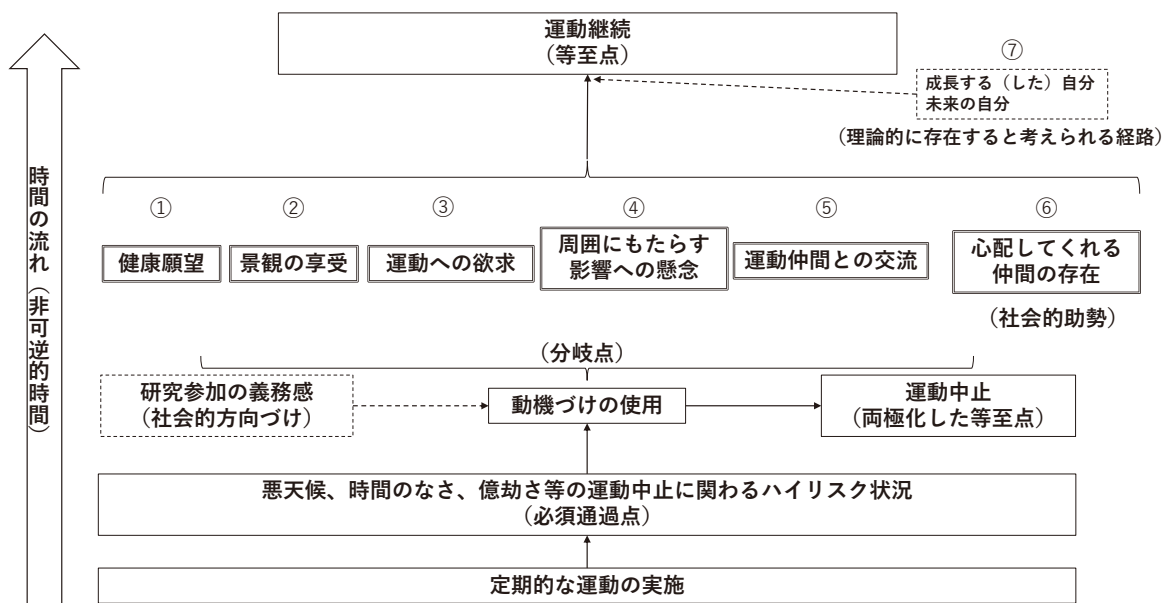 運動継続
（等至点）
⑦
成長する（した）自分
未来の自分
（理論的に存在すると考えられる経路）
時間の流れ（非可逆的時間）
①
②
③
④
⑤
⑥
健康願望
景観の享受
運動への欲求
周囲にもたらす
影響への懸念
運動仲間との交流
心配してくれる
仲間の存在
（社会的助勢）
（分岐点）
研究参加の義務感
（社会的方向づけ）
動機づけの使用
運動中止
（両極化した等至点）
悪天候、時間のなさ、億劫さ等の運動中止に関わるハイリスク状況
（必須通過点）
定期的な運動の実施